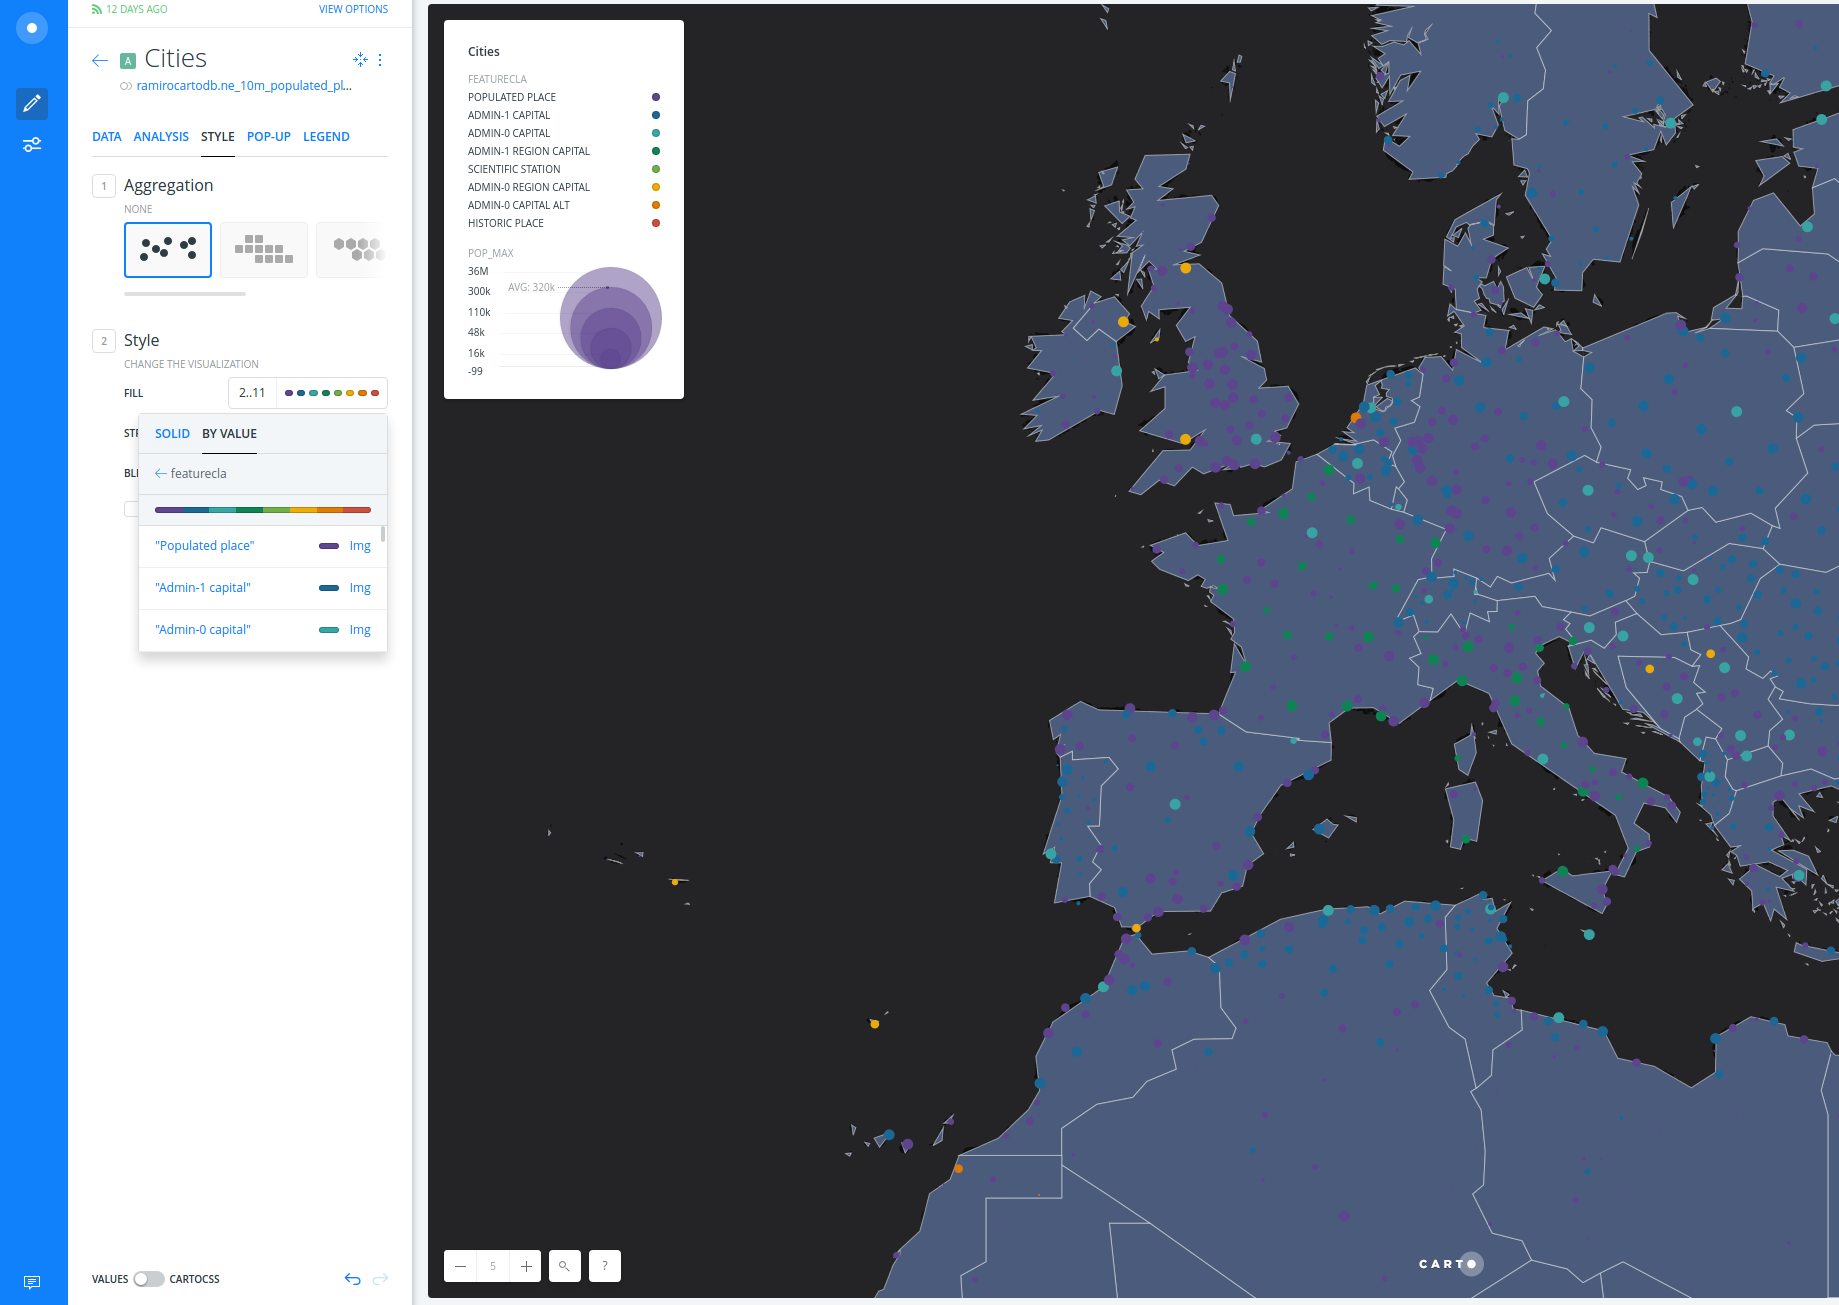 12 DAYS AGO
VIEW OPTIONS
A Cities
ramirocartodb.ne_10m_populated_pl...
DATA ANALYSIS STYLE POP-UP LEGEND
1 Aggregation
NONE
2 Style
CHANGE THE VISUALIZATION
FILL 2..11
STR
SOLID BY VALUE
BLE
featurecla
"Populated place" Img
"Admin-1 capital" Img
"Admin-0 capital" Img
VALUES CARTOCSS
Cities
FEATURECLA
POPULATED PLACE
ADMIN-1 CAPITAL
ADMIN-0 CAPITAL
ADMIN-1 REGION CAPITAL
SCIENTIFIC STATION
ADMIN-0 REGION CAPITAL
ADMIN-0 CAPITAL ALT
HISTORIC PLACE
POP_MAX
36M
AVG: 320k
300k
110k
48k
16k
-99
5
?
CARTO